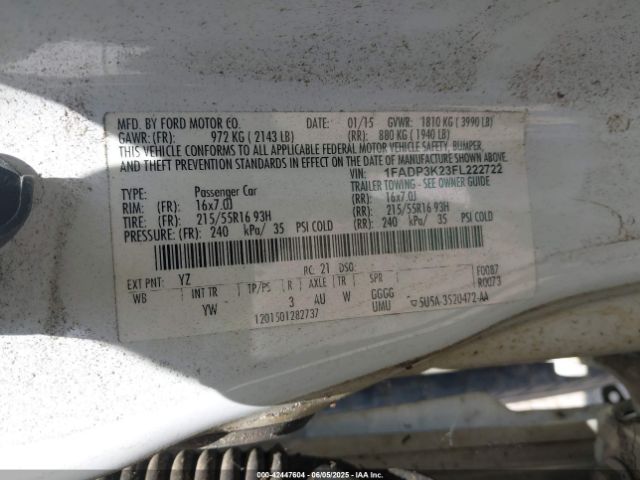 MFD. BY FORD MOTOR CO. DATE: 01/15 GVWR: 1810 KG ( 3990 LB)
GAWR: (FR): 972 KG ( 2143 LB) (RR): 880 KG ( 1940 LB)
THIS VEHICLE CONFORMS TO ALL APPLICABLE FEDERAL MOTOR VEHICLE SAFETY, BUMPER,
AND THEFT PREVENTION STANDARDS IN EFFECT ON THE DATE OF MANUFACTURE SHOWN ABOVE.
VIN: 1FADP3K23FL222722
TYPE: Passenger Car TRAILER TOWING - SEE OWNER GUIDE
RIM: (FR): 16x7.0J (RR): 16x7.0J
TIRE: (FR): 215/55R16 93H (RR): 215/55R16 93H
PRESSURE: (FR): 240 kPa/ 35 PSI COLD (RR): 240 kPa/ 35 PSI COLD
EXT PNT: YZ RC: 21 DSO: F0087
WB INT TR TP/PS R AXLE TR SPR R0073
YW 3 AU W GGGG
UMU 5U5A-3520472-AA
1201501282737
000-42447604 | 06/05/2025 - IAA Inc.